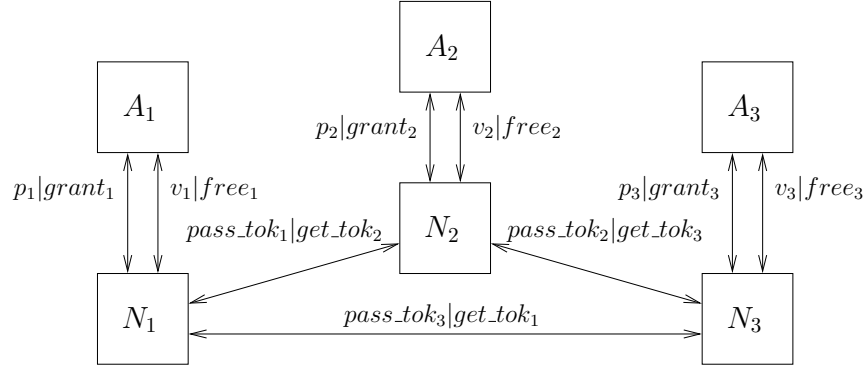 A₂
A₁
A₃
p₂|grant₂
v₂|free₂
p₁|grant₁
v₁|free₁
p₃|grant₃
v₃|free₃
N₂
pass_tok₁|get_tok₂
pass_tok₂|get_tok₃
N₁
pass_tok₃|get_tok₁
N₃